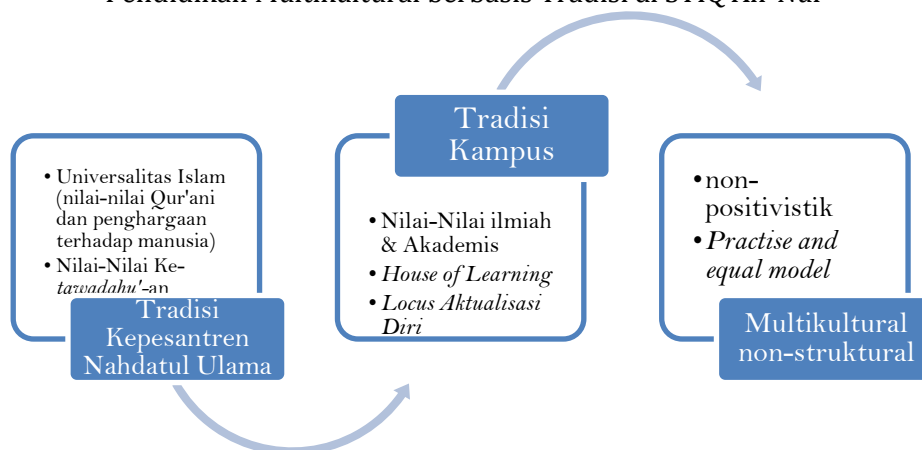 • Universalitas Islam
(nilai-nilai Qur'ani
dan penghargaan
terhadap manusia)
• Nilai-Nilai Ke-
tawadahu'-an
Tradisi
Kepesantren
Nahdatul Ulama
Tradisi
Kampus
• Nilai-Nilai ilmiah
& Akademis
• House of Learning
• Locus Aktualisasi
Diri
• non-
positivistik
• Practise and
equal model
Multikultural
non-struktural